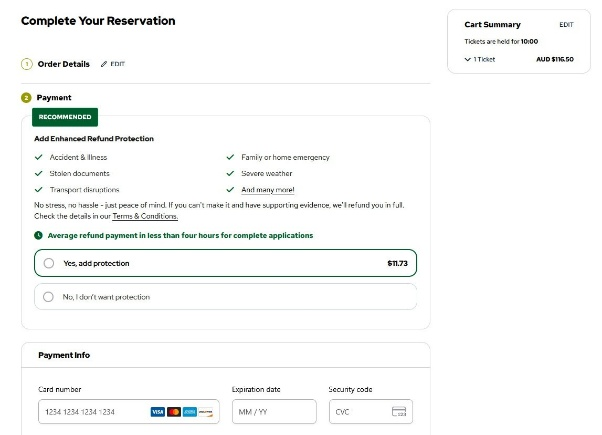 Complete Your Reservation
Cart Summary EDIT
Tickets are held for 10:00
1 Ticket AUD $116.50
1 Order Details EDIT
2 Payment
RECOMMENDED
Add Enhanced Refund Protection
Accident & Illness Family or home emergency
Stolen documents Severe weather
Transport disruptions And many more!
No stress, no hassle - just peace of mind. If you can't make it and have supporting evidence, we'll refund you in full.
Check the details in our Terms & Conditions.
Average refund payment in less than four hours for complete applications
Yes, add protection $11.73
No, I don't want protection
Payment Info
Card number Expiration date Security code
1234 1234 1234 1234 VISA MM / YY CVC